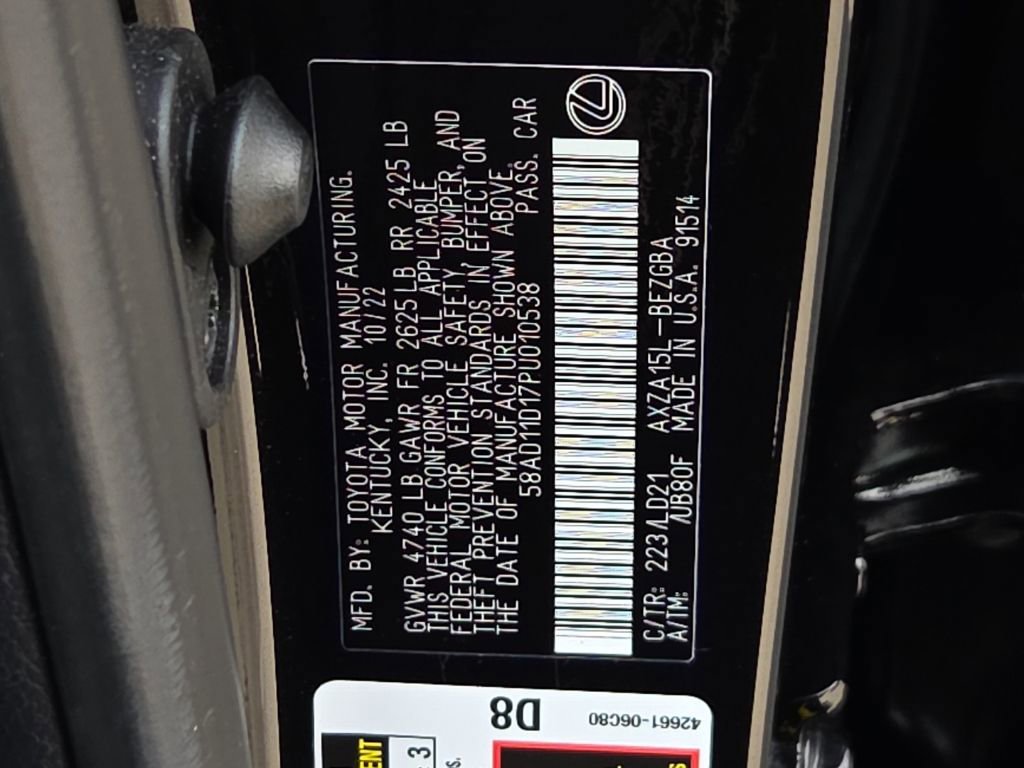 MFD. BY: TOYOTA MOTOR MANUFACTURING.
KENTUCKY, INC. 10/22
GVWR 4740 LB GAWR FR 2625 LB RR 2425 LB
THIS VEHICLE CONFORMS TO ALL APPLICABLE
FEDERAL MOTOR VEHICLE SAFETY, BUMPER, AND
THEFT PREVENTION STANDARDS IN EFFECT ON
THE DATE OF MANUFACTURE SHOWN ABOVE.
58AD11D17PU010538 PASS. CAR
C/TR: 223/LD21 AXZA15L-BEZGBA
A/TM: /UB80F MADE IN U.S.A. 91514
D8
42661-06C80
3